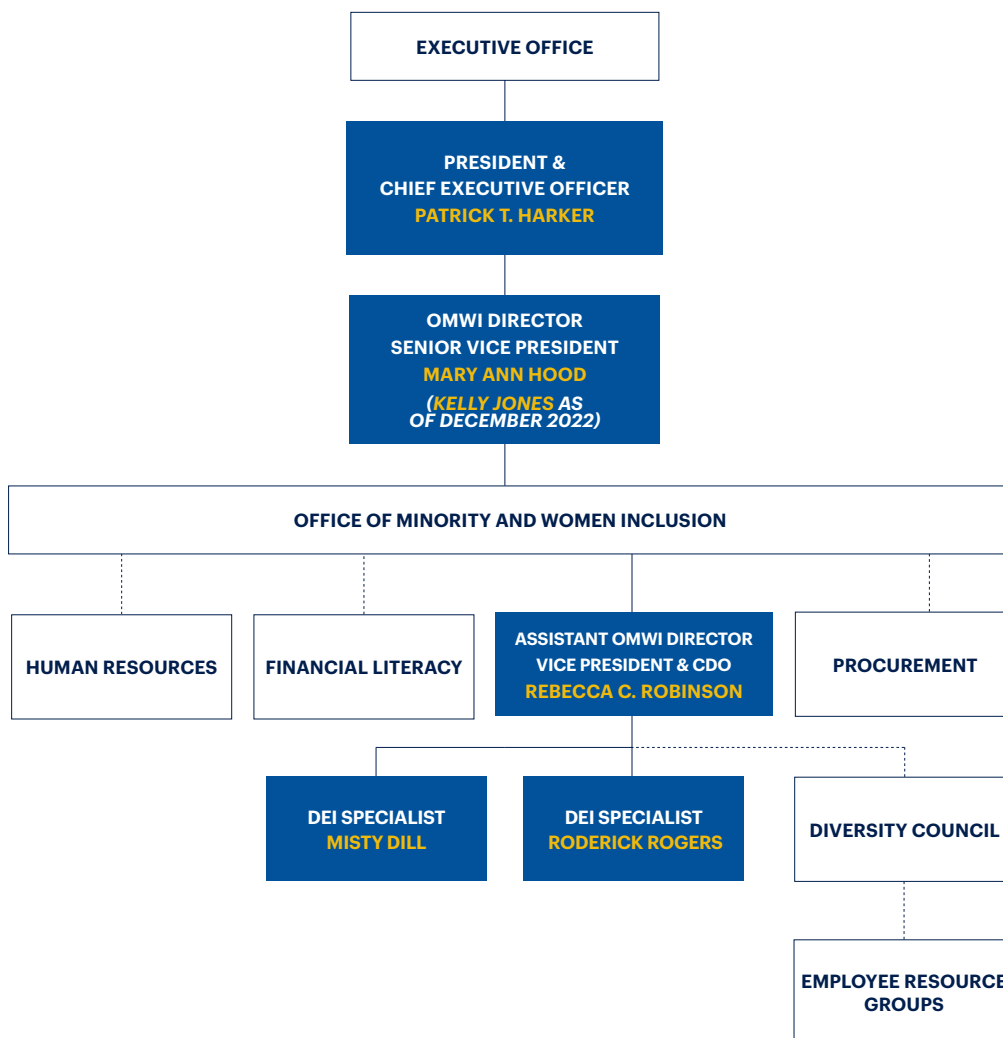 EXECUTIVE OFFICE
PRESIDENT &
CHIEF EXECUTIVE OFFICER
PATRICK T. HARKER
OMWI DIRECTOR
SENIOR VICE PRESIDENT
MARY ANN HOOD
(KELLY JONES AS
OF DECEMBER 2022)
OFFICE OF MINORITY AND WOMEN INCLUSION
HUMAN RESOURCES
FINANCIAL LITERACY
ASSISTANT OMWI DIRECTOR
VICE PRESIDENT & CDO
REBECCA C. ROBINSON
PROCUREMENT
DEI SPECIALIST
MISTY DILL
DEI SPECIALIST
RODERICK ROGERS
DIVERSITY COUNCIL
EMPLOYEE RESOURCE
GROUPS